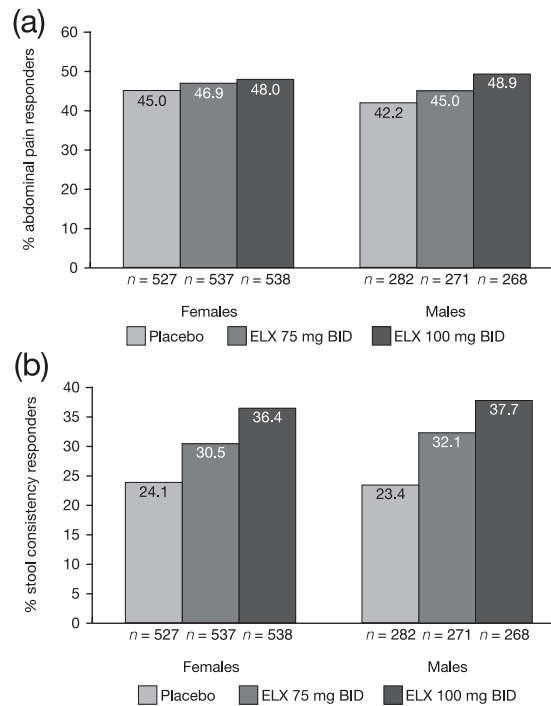 (a)
% abdominal pain responders
60
50
40
30
20
10
0
45.0
46.9
48.0
42.2
45.0
48.9
n = 527 n = 537 n = 538
n = 282 n = 271 n = 268
Females
Males
Placebo ELX 75 mg BID ELX 100 mg BID
(b)
% stool consistency responders
40
35
30
25
20
15
10
5
0
24.1
30.5
36.4
23.4
32.1
37.7
n = 527 n = 537 n = 538
n = 282 n = 271 n = 268
Females
Males
Placebo ELX 75 mg BID ELX 100 mg BID